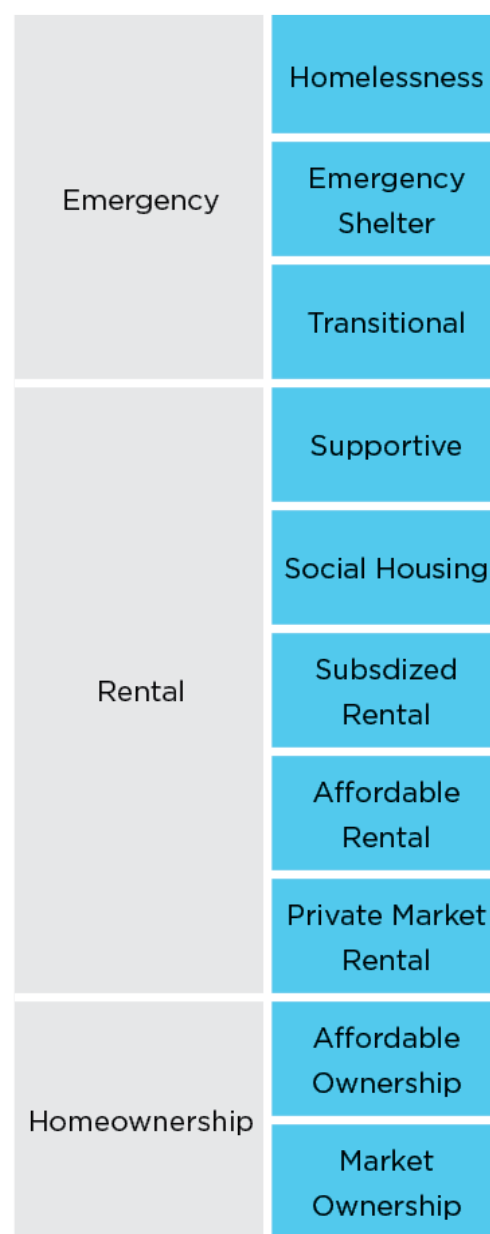 Emergency
Homelessness
Emergency
Shelter
Transitional
Rental
Supportive
Social Housing
Subsdized
Rental
Affordable
Rental
Private Market
Rental
Homeownership
Affordable
Ownership
Market
Ownership